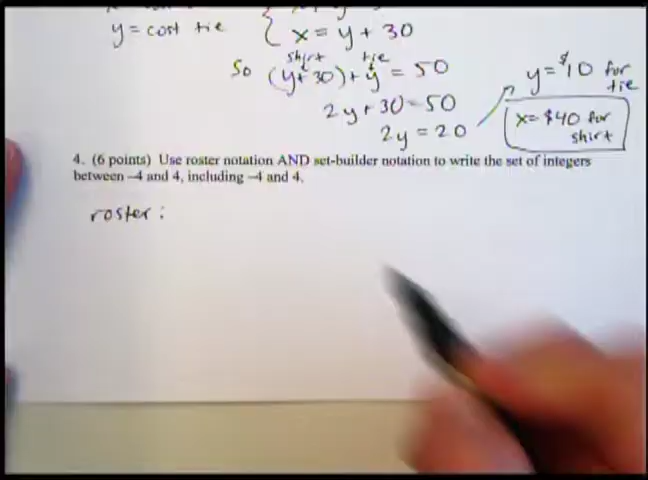 y = cost tie
x = y + 30
shirt tie
So (y+30)+y = 50
2y+30=50
2y = 20
y=$10 for tie
x=$40 for shirt
4. (6 points) Use roster notation AND set-builder notation to write the set of integers
between –4 and 4, including –4 and 4.
roster: